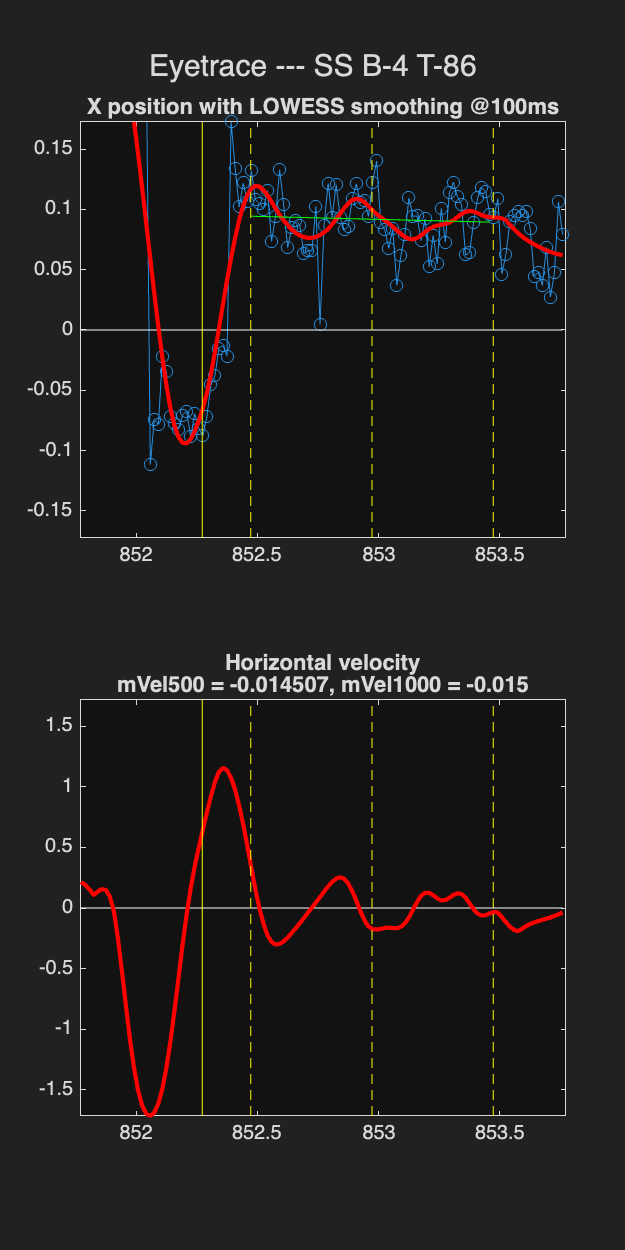 Eyetrace --- SS B-4 T-86
X position with LOWESS smoothing @100ms
0.15
0.1
0.05
0
-0.05
-0.1
-0.15
852 852.5 853 853.5
Horizontal velocity
mVel500 = -0.014507, mVel1000 = -0.015
1.5
1
0.5
0
-0.5
-1
-1.5
852 852.5 853 853.5